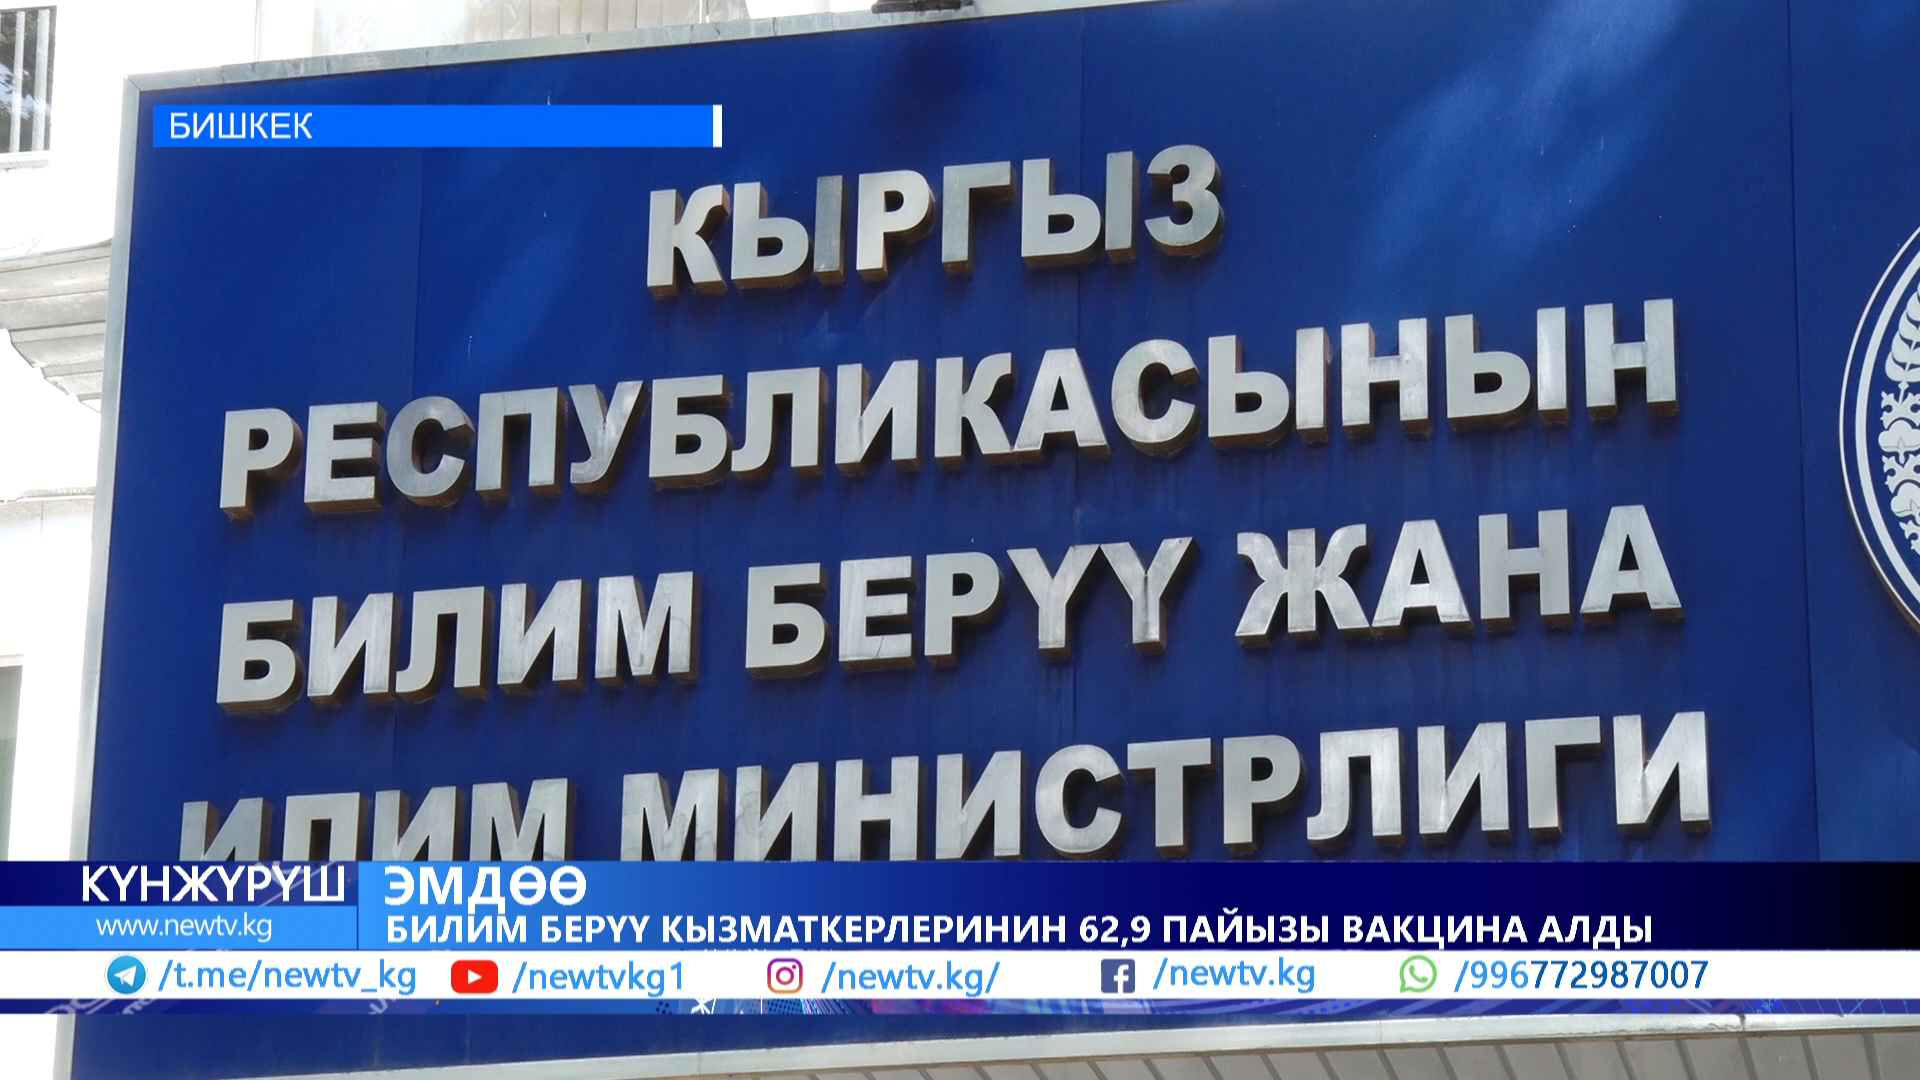 БИШКЕК
КЫРГЫЗ
РЕСПУБЛИКАСЫНЫН
БИЛИМ БЕРҮҮ ЖАНА
ИЛИМ МИНИСТРЛИГИ
КҮНЖҮРҮШ
www.newtv.kg
ЭМДӨӨ
БИЛИМ БЕРҮҮ КЫЗМАТКЕРЛЕРИНИН 62,9 ПАЙЫЗЫ ВАКЦИНА АЛДЫ
/t.me/newtv_kg /newtvkg1 /newtv.kg/ /newtv.kg /996772987007